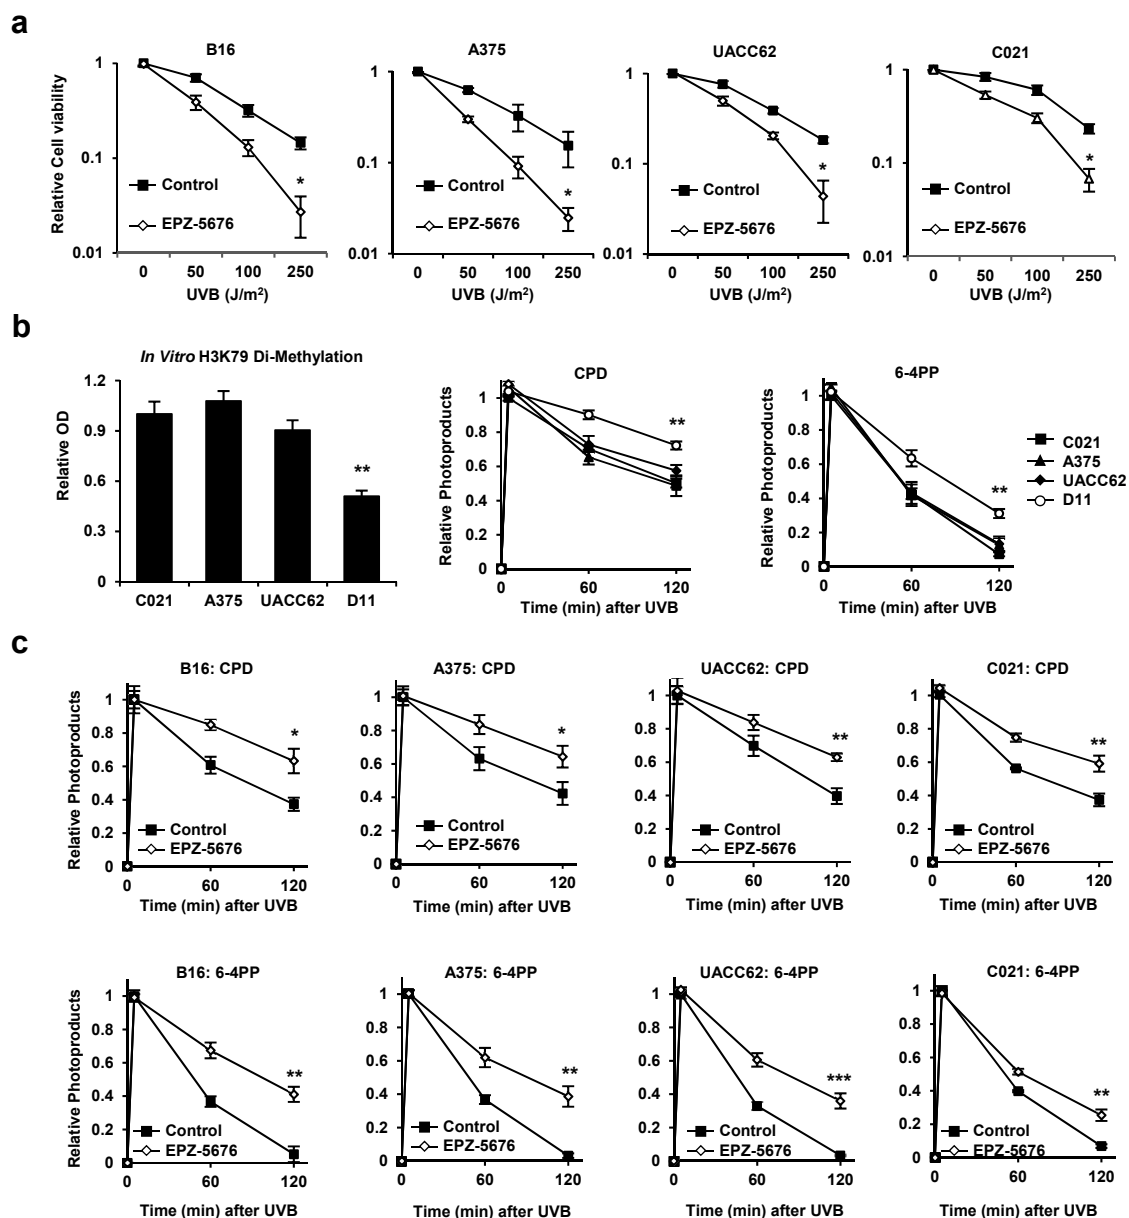 a
B16
A375
UACC62
C021
Relative Cell viability
1
0.1
0.01
Control
EPZ-5676
*
0
50
100
250
UVB (J/m²)
1
0.1
0.01
Control
EPZ-5676
*
0
50
100
250
UVB (J/m²)
1
0.1
0.01
Control
EPZ-5676
*
0
50
100
250
UVB (J/m²)
1
0.1
0.01
Control
EPZ-5676
*
0
50
100
250
UVB (J/m²)
b
In Vitro H3K79 Di-Methylation
Relative OD
1.2
0.9
0.6
0.3
0
**
C021
A375
UACC62
D11
CPD
Relative Photoproducts
1
0.8
0.6
0.4
0.2
0
**
0
60
120
Time (min) after UVB
6-4PP
Relative Photoproducts
1
0.8
0.6
0.4
0.2
0
**
0
60
120
Time (min) after UVB
C021
A375
UACC62
D11
c
B16: CPD
Relative Photoproducts
1
0.8
0.6
0.4
0.2
0
*
Control
EPZ-5676
0
60
120
Time (min) after UVB
A375: CPD
1
0.8
0.6
0.4
0.2
0
*
Control
EPZ-5676
0
60
120
Time (min) after UVB
UACC62: CPD
1
0.8
0.6
0.4
0.2
0
**
Control
EPZ-5676
0
60
120
Time (min) after UVB
C021: CPD
1
0.8
0.6
0.4
0.2
0
**
Control
EPZ-5676
0
60
120
Time (min) after UVB
B16: 6-4PP
Relative Photoproducts
1
0.8
0.6
0.4
0.2
0
**
Control
EPZ-5676
0
60
120
Time (min) after UVB
A375: 6-4PP
1
0.8
0.6
0.4
0.2
0
**
Control
EPZ-5676
0
60
120
Time (min) after UVB
UACC62: 6-4PP
1
0.8
0.6
0.4
0.2
0
***
Control
EPZ-5676
0
60
120
Time (min) after UVB
C021: 6-4PP
1
0.8
0.6
0.4
0.2
0
**
Control
EPZ-5676
0
60
120
Time (min) after UVB